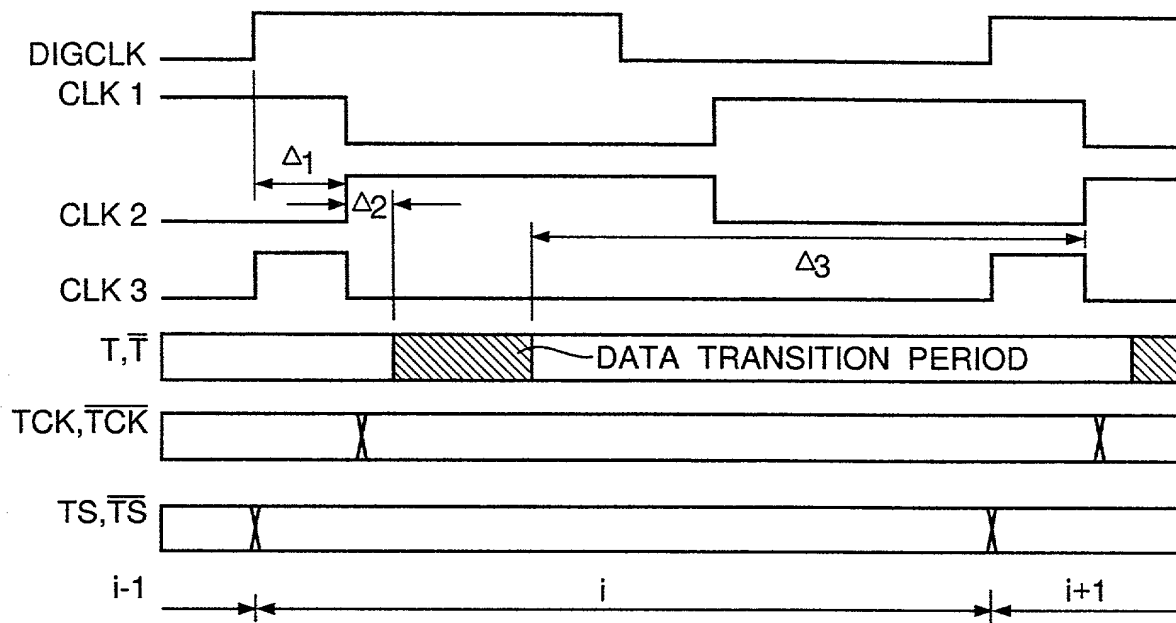 DIGCLK
CLK 1
Δ1
CLK 2
Δ2
Δ3
CLK 3
T,T̅
DATA TRANSITION PERIOD
TCK,T̅C̅K̅
TS,T̅S̅
i-1
i
i+1